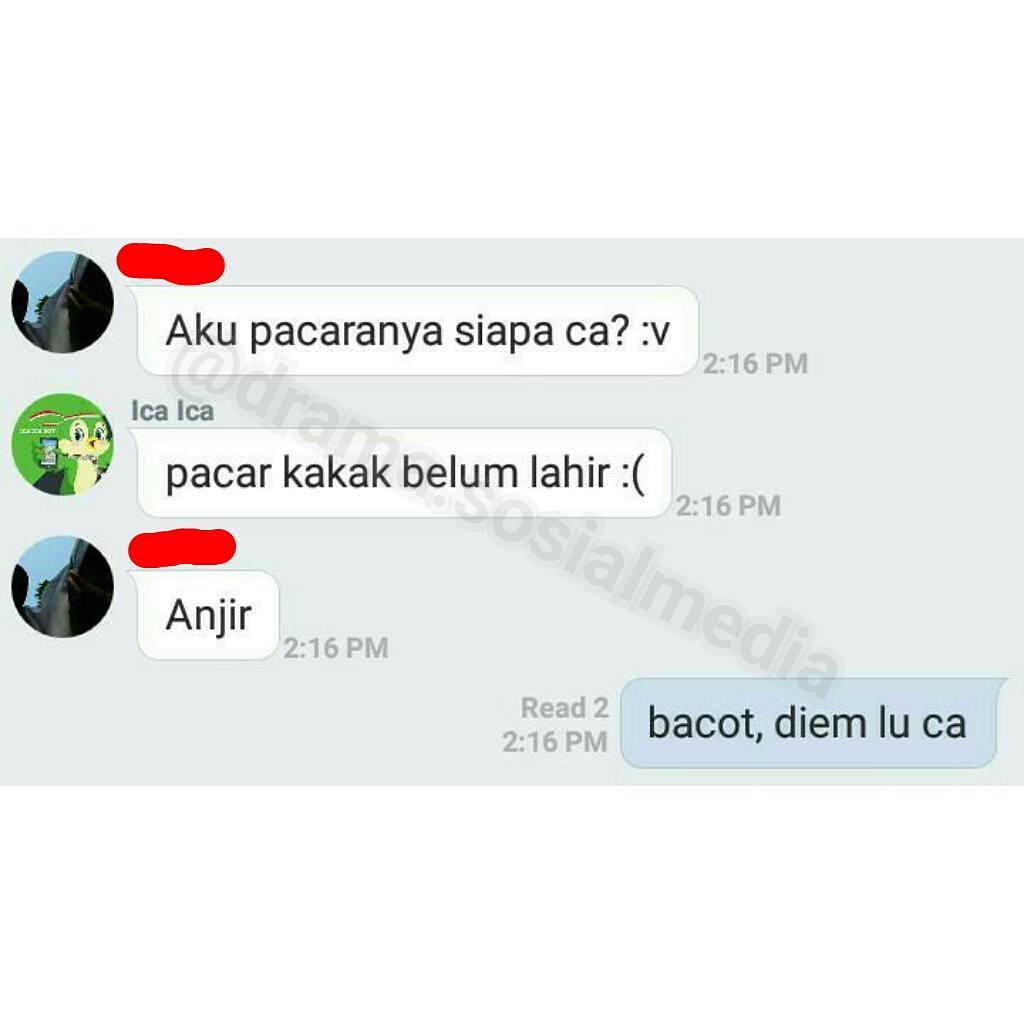 Aku pacaranya siapa ca? :v
2:16 PM
Ica Ica
pacar kakak belum lahir :(
2:16 PM
Anjir
2:16 PM
Read 2
2:16 PM
bacot, diem lu ca
@drama.sosialmedia